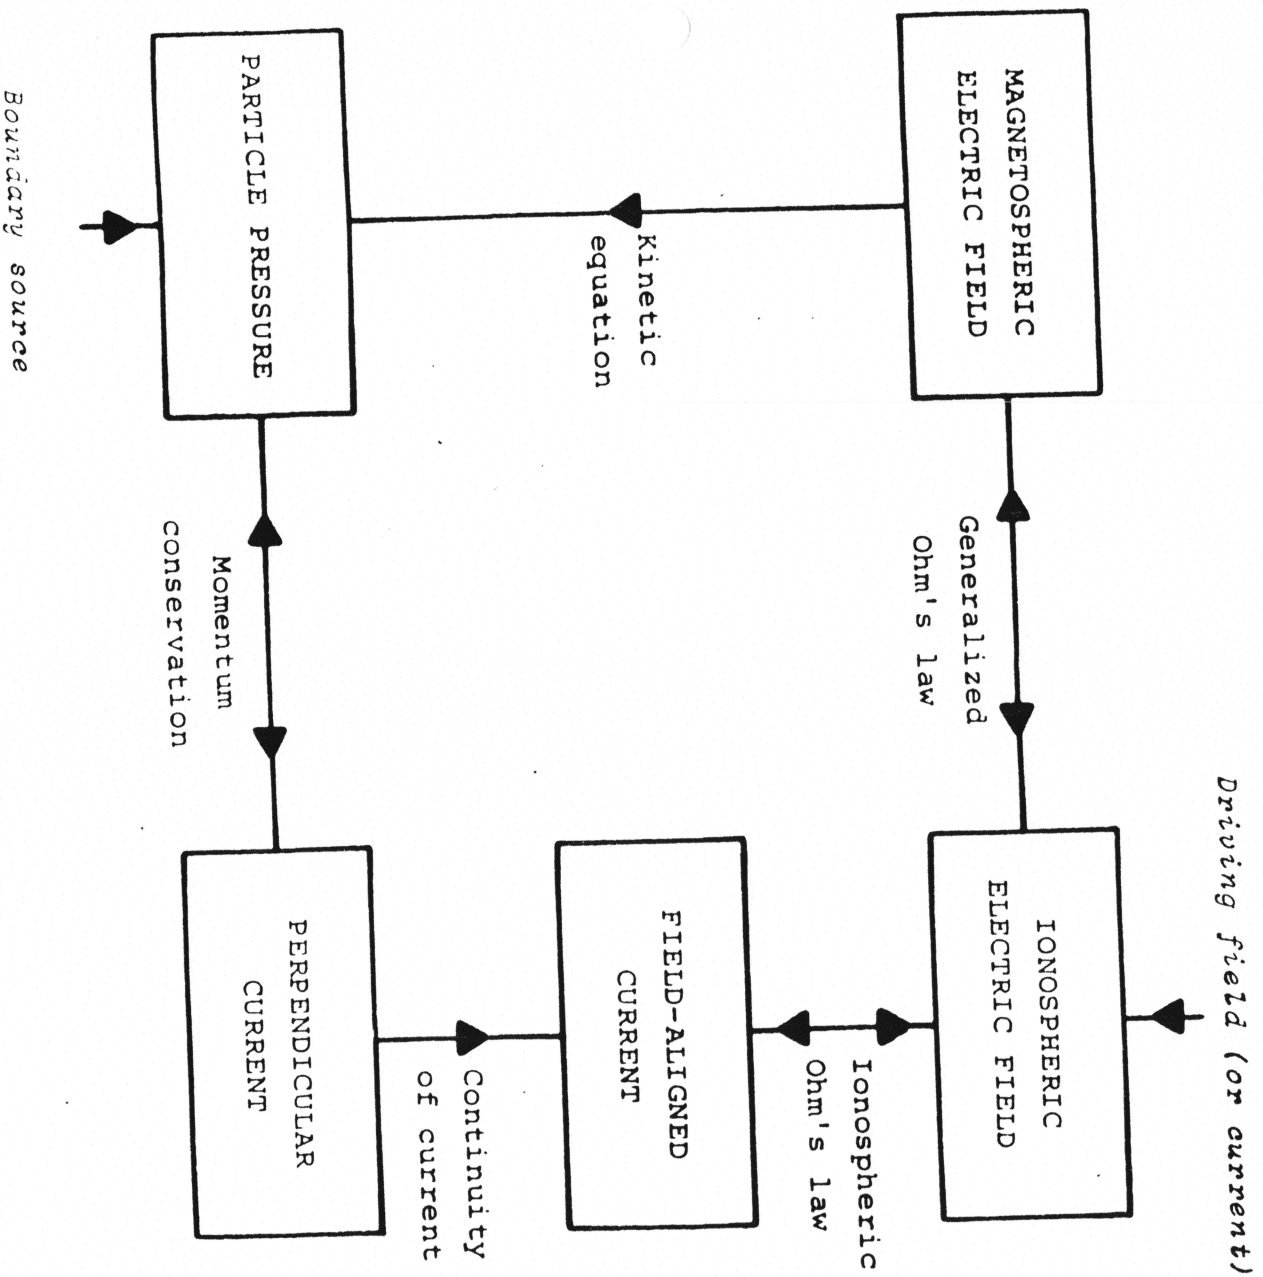 Driving field (or current)
MAGNETOSPHERIC
ELECTRIC FIELD
Generalized
Ohm's law
IONOSPHERIC
ELECTRIC FIELD
Kinetic
equation
Ionospheric
Ohm's law
FIELD-ALIGNED
CURRENT
Continuity
of current
PARTICLE PRESSURE
Momentum
conservation
PERPENDICULAR
CURRENT
Boundary source